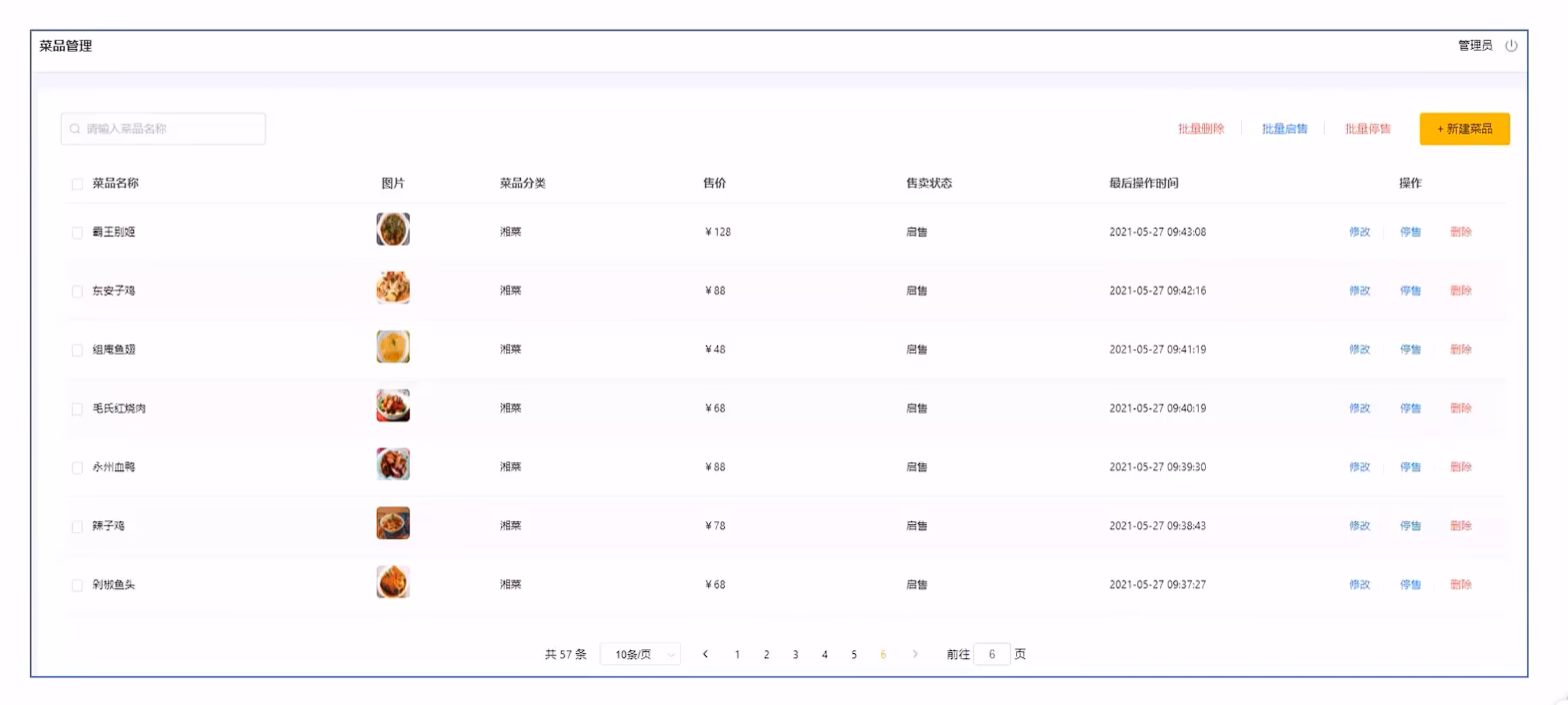 菜品管理 管理员
请输入菜品名称 批量删除 批量启售 批量停售 + 新建菜品
菜品名称 图片 菜品分类 售价 售卖状态 最后操作时间 操作
霸王别姬 湘菜 ¥ 128 启售 2021-05-27 09:43:08 修改 停售 删除
东安子鸡 湘菜 ¥ 88 启售 2021-05-27 09:42:16 修改 停售 删除
组庵鱼翅 湘菜 ¥ 48 启售 2021-05-27 09:41:19 修改 停售 删除
毛氏红烧肉 湘菜 ¥ 68 启售 2021-05-27 09:40:19 修改 停售 删除
永州血鸭 湘菜 ¥ 88 启售 2021-05-27 09:39:30 修改 停售 删除
辣子鸡 湘菜 ¥ 78 启售 2021-05-27 09:38:43 修改 停售 删除
剁椒鱼头 湘菜 ¥ 68 启售 2021-05-27 09:37:27 修改 停售 删除
共 57 条 10条/页 1 2 3 4 5 6 前往 6 页